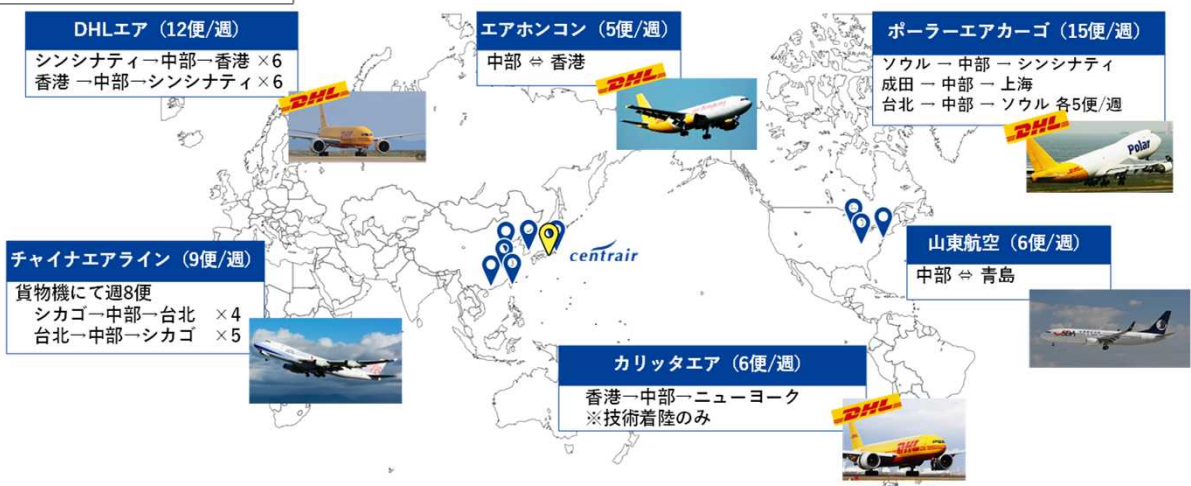 DHLエア（12便/週）
シンシナティ→中部→香港 ×6
香港 →中部→シンシナティ×6
DHL
エアホンコン（5便/週）
中部 ⇔ 香港
DHL
ポーラーエアカーゴ（15便/週）
ソウル → 中部 → シンシナティ
成田 → 中部 → 上海
台北 → 中部 → ソウル 各5便/週
DHL
Polar
チャイナエアライン（9便/週）
貨物機にて週8便
シカゴ→中部→台北 ×4
台北→中部→シカゴ ×5
centrair
山東航空（6便/週）
中部 ⇔ 青島
カリッタエア（6便/週）
香港→中部→ニューヨーク
※技術着陸のみ
DHL
DHL